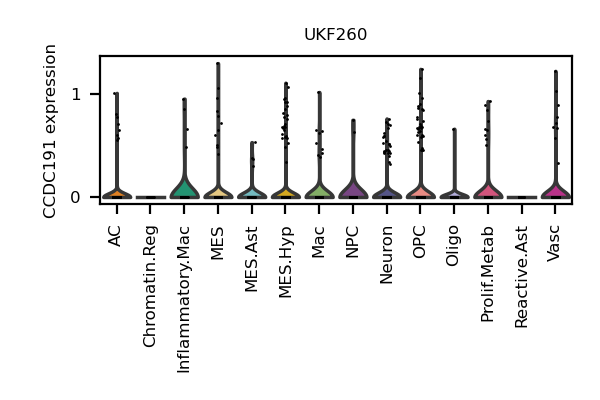 UKF260
CCDC191 expression
1
0
AC
Chromatin.Reg
Inflammatory.Mac
MES
MES.Ast
MES.Hyp
Mac
NPC
Neuron
OPC
Oligo
Prolif.Metab
Reactive.Ast
Vasc